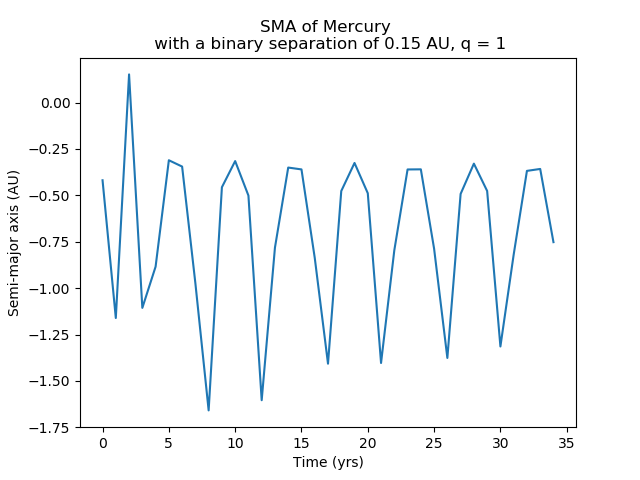 SMA of Mercury
with a binary separation of 0.15 AU, q = 1
Semi-major axis (AU)
0.00
−0.25
−0.50
−0.75
−1.00
−1.25
−1.50
−1.75
0 5 10 15 20 25 30 35
Time (yrs)